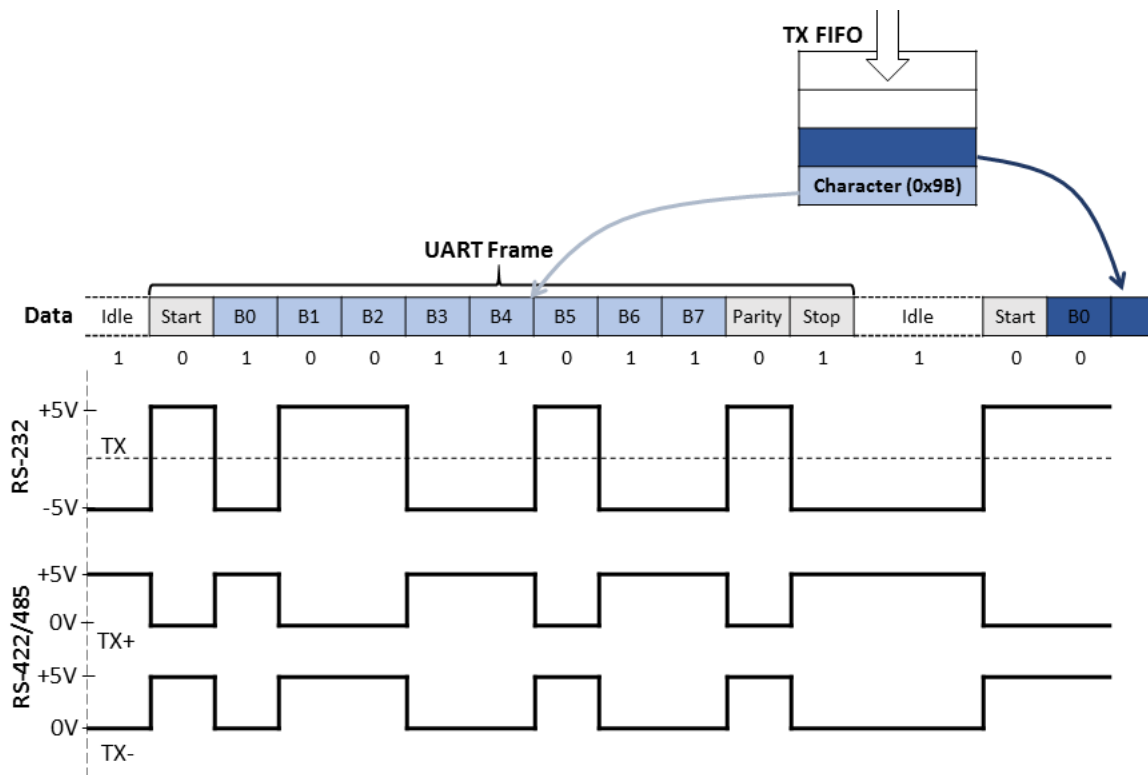 TX FIFO
Character (0x9B)
UART Frame
Data Idle Start B0 B1 B2 B3 B4 B5 B6 B7 Parity Stop Idle Start B0
1 0 1 0 0 1 1 0 1 1 0 1 1 0 0
RS-232
+5V
TX
-5V
RS-422/485
+5V
0V
TX+
+5V
0V
TX-